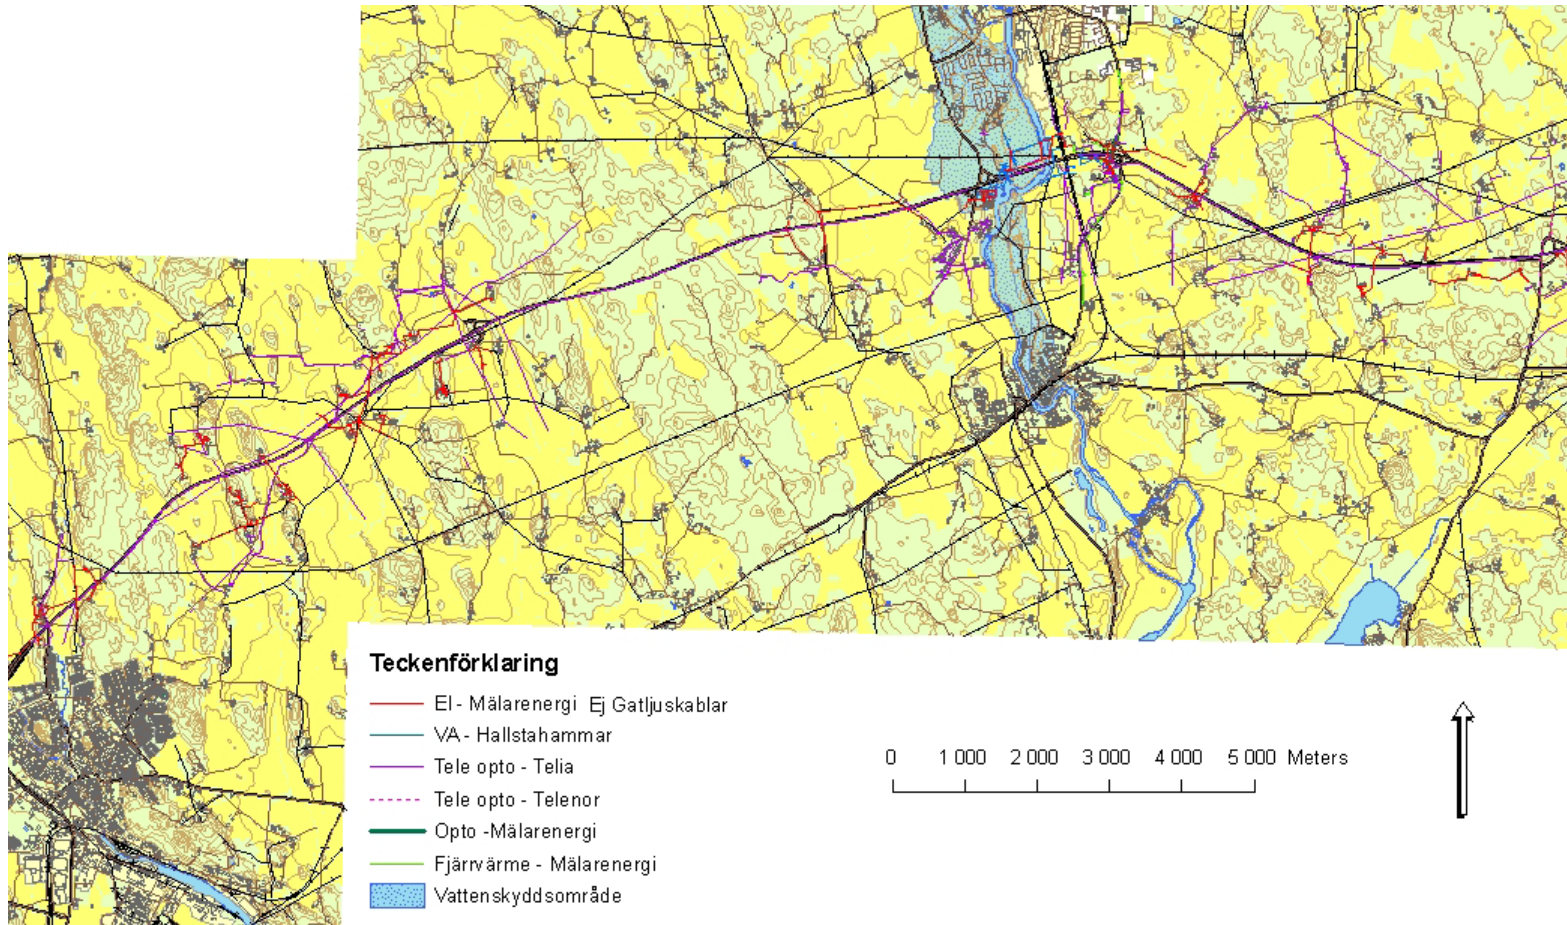 Teckenförklaring
El - Mälarenergi Ej Gatljuskablar
VA - Hallstahammar
Tele opto - Telia
Tele opto - Telenor
Opto -Mälarenergi
Fjärrvärme - Mälarenergi
Vattenskyddsområde
0 1 000 2 000 3 000 4 000 5 000 Meters